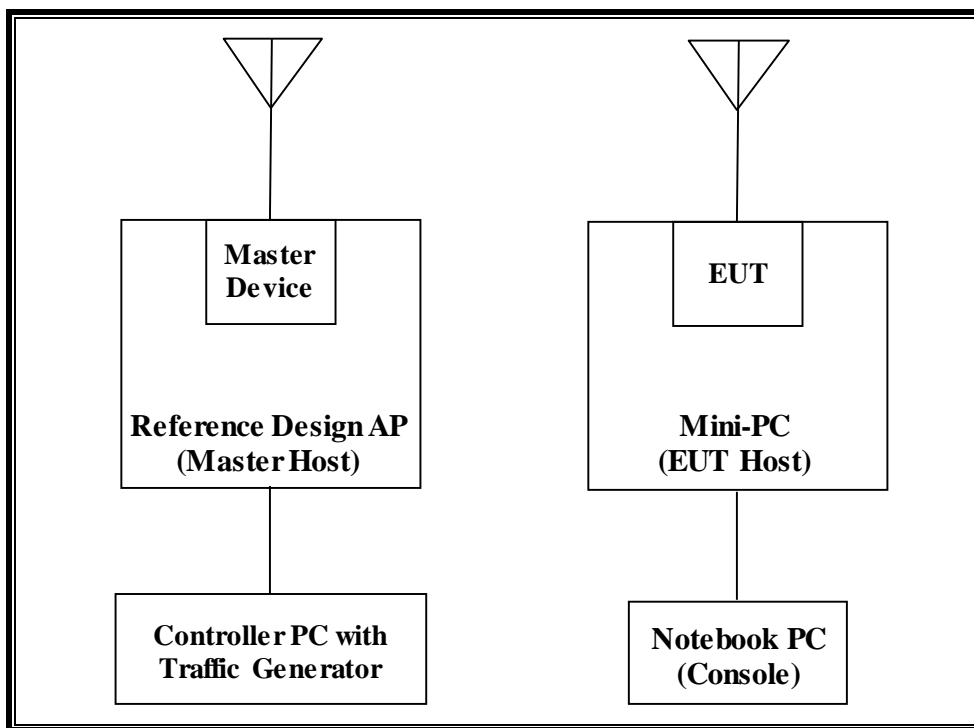 Master
Device
Reference Design AP
(Master Host)
Controller PC with
Traffic Generator
EUT
Mini-PC
(EUT Host)
Notebook PC
(Console)